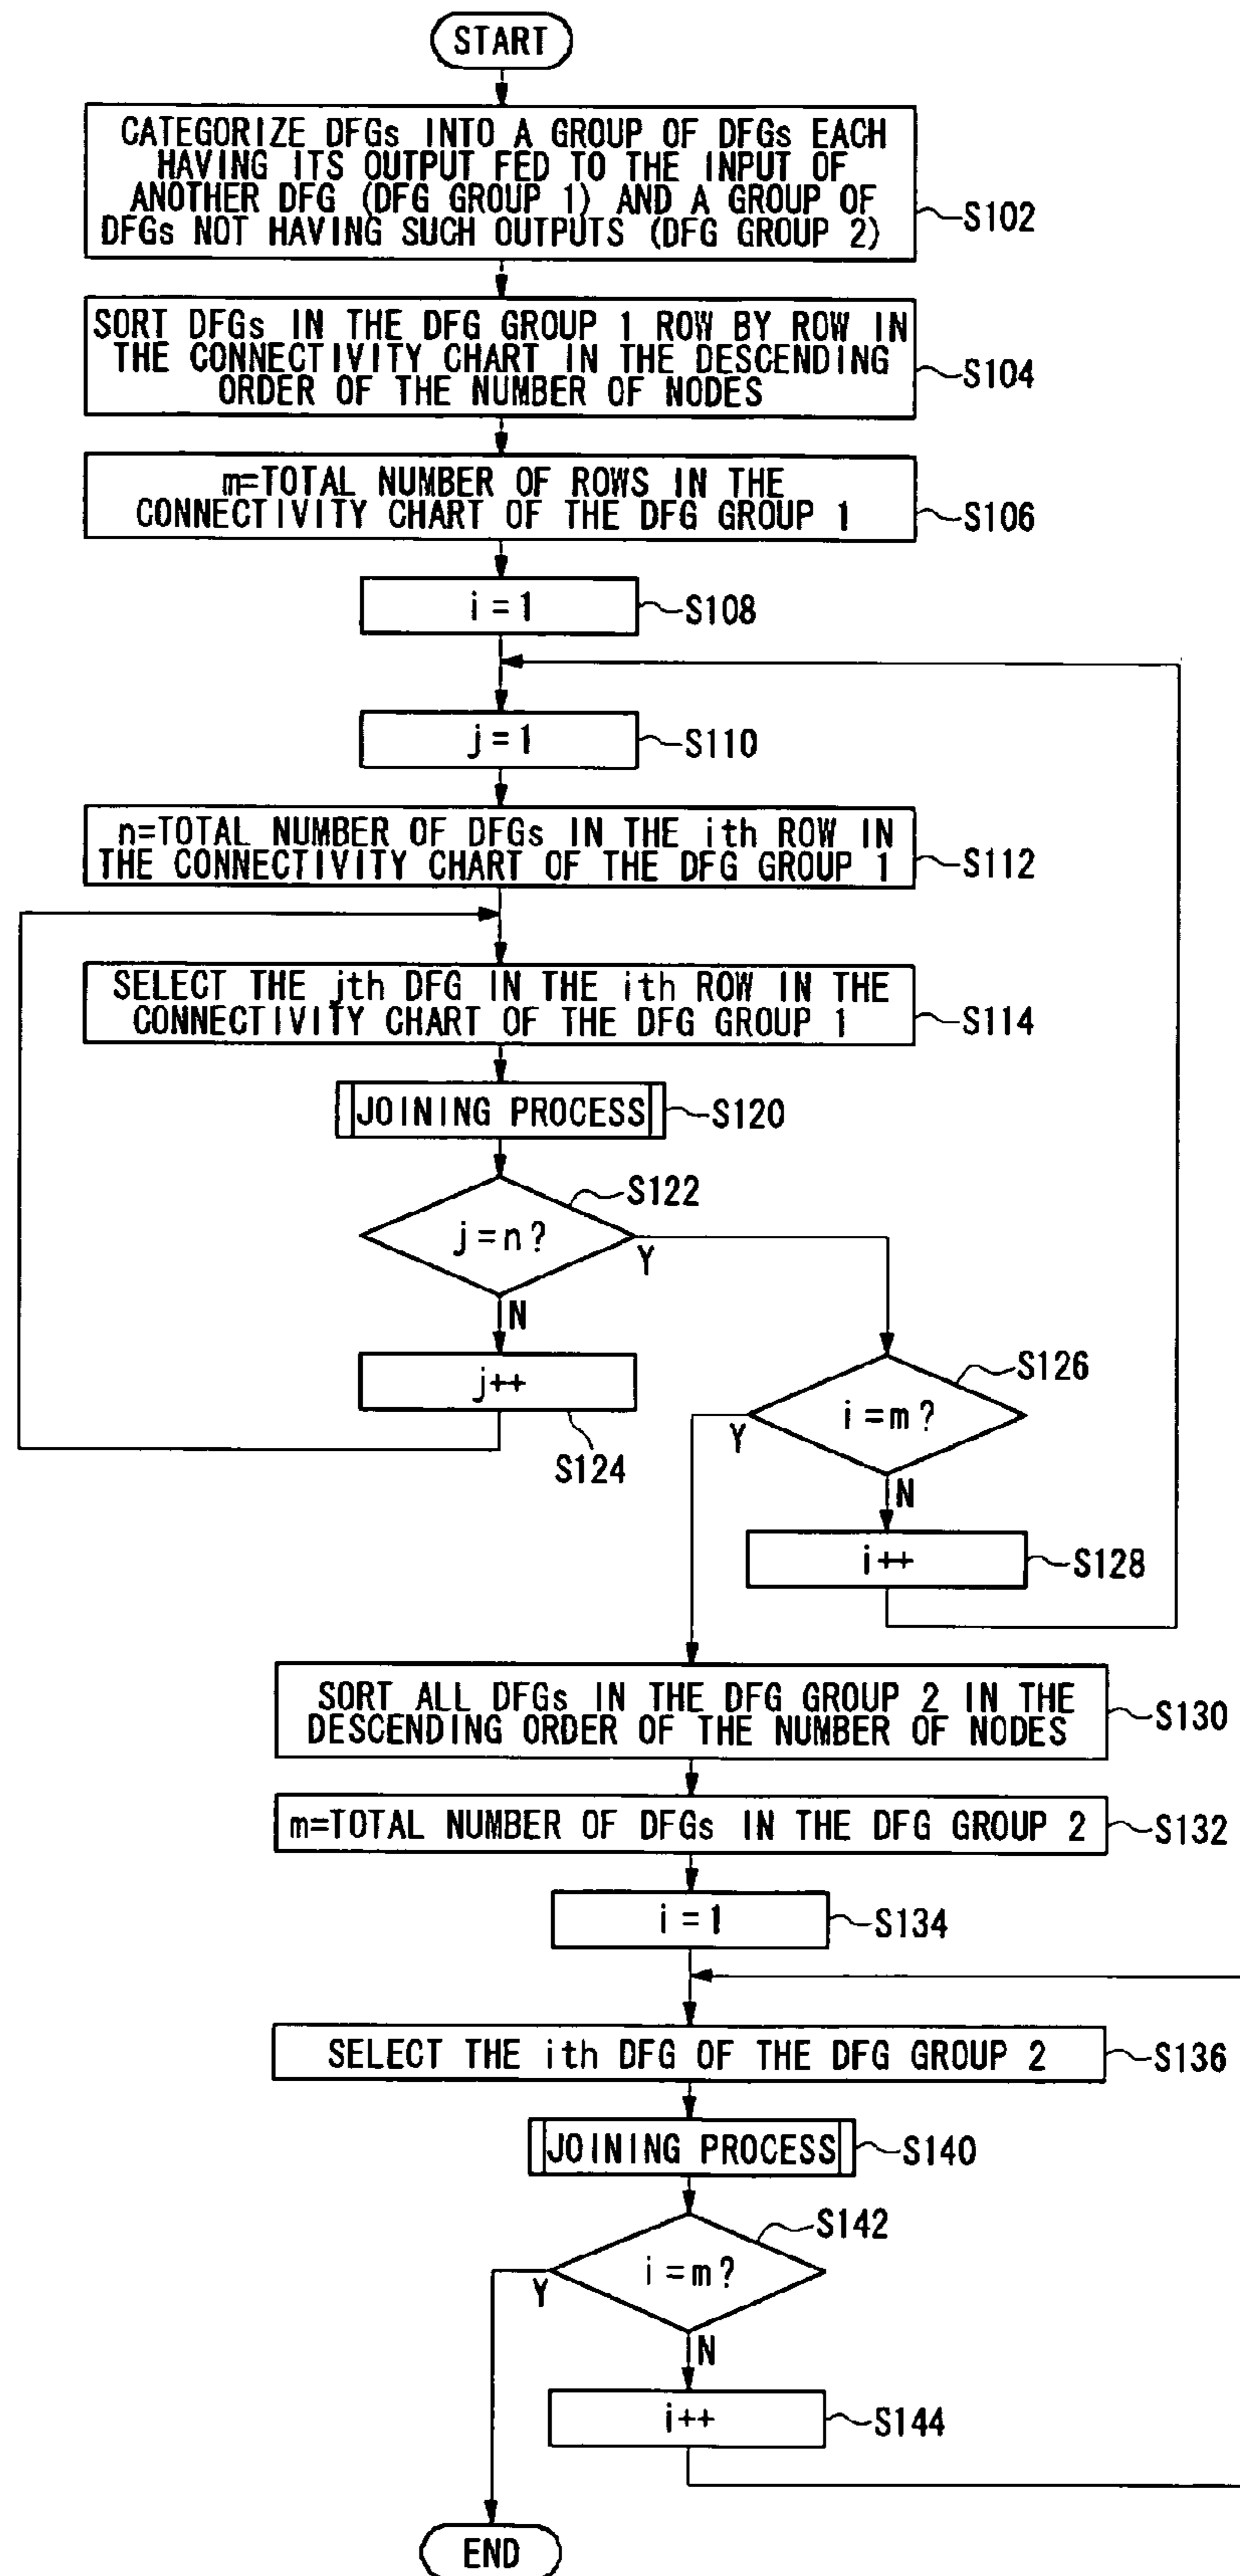 START
CATEGORIZE DFGs INTO A GROUP OF DFGs EACH
HAVING ITS OUTPUT FED TO THE INPUT OF
ANOTHER DFG (DFG GROUP 1) AND A GROUP OF
DFGs NOT HAVING SUCH OUTPUTS (DFG GROUP 2)
S102
SORT DFGs IN THE DFG GROUP 1 ROW BY ROW IN
THE CONNECTIVITY CHART IN THE DESCENDING
ORDER OF THE NUMBER OF NODES
S104
m=TOTAL NUMBER OF ROWS IN THE
CONNECTIVITY CHART OF THE DFG GROUP 1
S106
i=1
S108
j=1
S110
n=TOTAL NUMBER OF DFGs IN THE ith ROW IN
THE CONNECTIVITY CHART OF THE DFG GROUP 1
S112
SELECT THE jth DFG IN THE ith ROW IN THE
CONNECTIVITY CHART OF THE DFG GROUP 1
S114
JOINING PROCESS
S120
S122
j=n?
Y
N
j++
S124
S126
i=m?
Y
N
i++
S128
SORT ALL DFGs IN THE DFG GROUP 2 IN THE
DESCENDING ORDER OF THE NUMBER OF NODES
S130
m=TOTAL NUMBER OF DFGs IN THE DFG GROUP 2
S132
i=1
S134
SELECT THE ith DFG OF THE DFG GROUP 2
S136
JOINING PROCESS
S140
S142
i=m?
Y
N
i++
S144
END